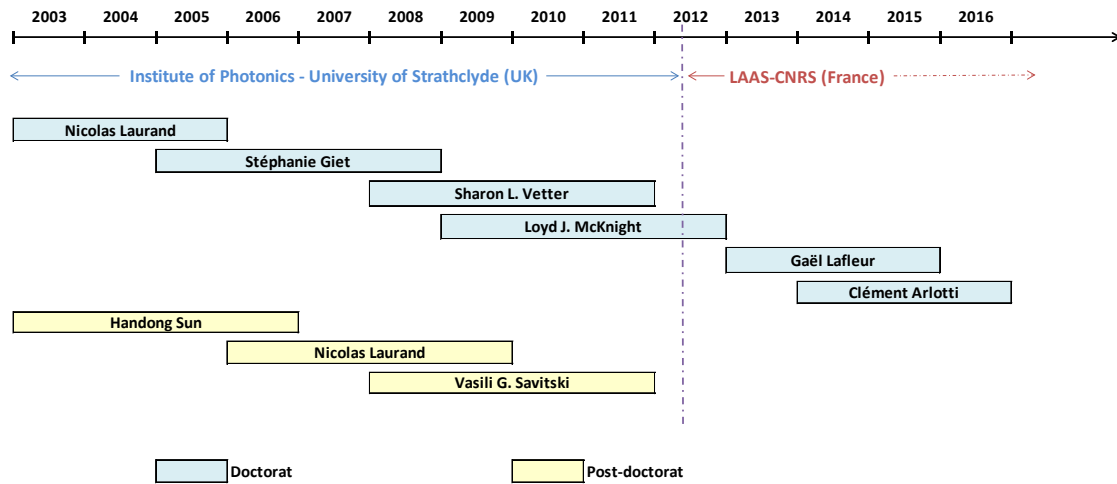 2003 2004 2005 2006 2007 2008 2009 2010 2011 2012 2013 2014 2015 2016
Institute of Photonics - University of Strathclyde (UK) LAAS-CNRS (France)
Nicolas Laurand
Stéphanie Giet
Sharon L. Vetter
Loyd J. McKnight
Gaël Lafleur
Clément Arlotti
Handong Sun
Nicolas Laurand
Vasili G. Savitski
Doctorat Post-doctorat